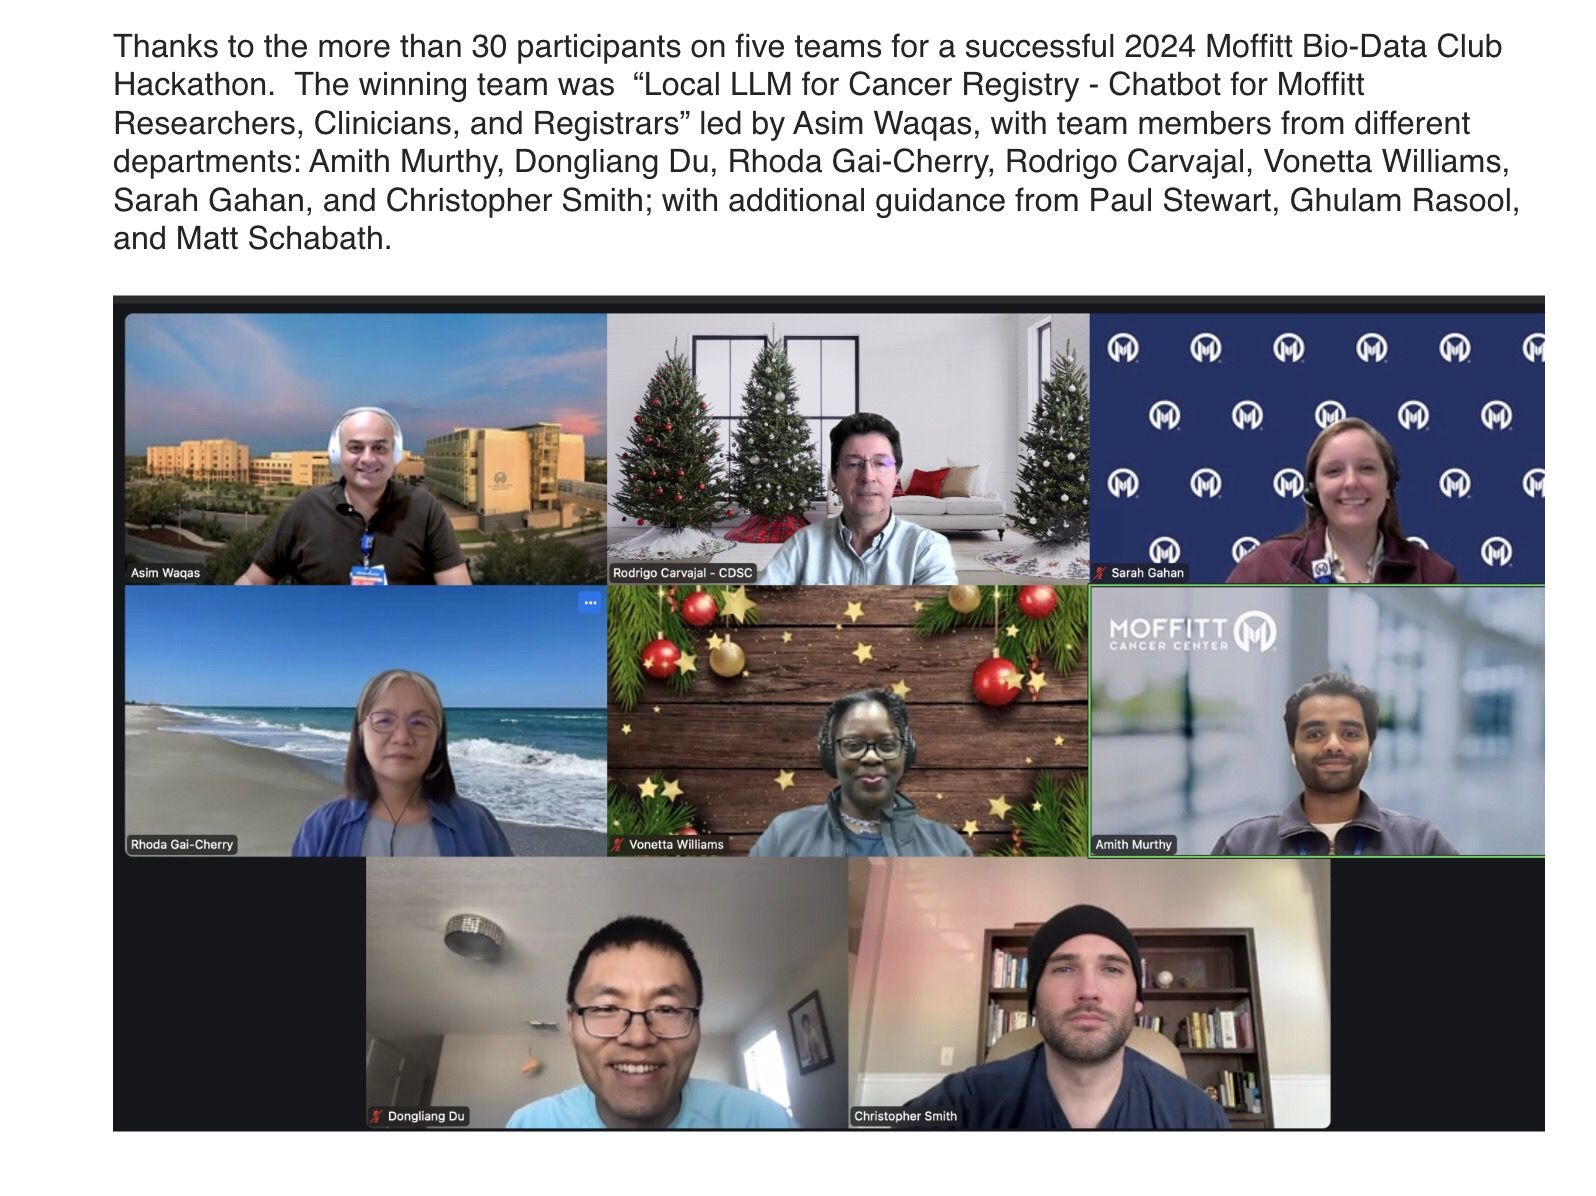 Thanks to the more than 30 participants on five teams for a successful 2024 Moffitt Bio-Data Club
Hackathon.  The winning team was  “Local LLM for Cancer Registry - Chatbot for Moffitt
Researchers, Clinicians, and Registrars” led by Asim Waqas, with team members from different
departments: Amith Murthy, Dongliang Du, Rhoda Gai-Cherry, Rodrigo Carvajal, Vonetta Williams,
Sarah Gahan, and Christopher Smith; with additional guidance from Paul Stewart, Ghulam Rasool,
and Matt Schabath.
Asim Waqas
Rodrigo Carvajal - CDSC
Sarah Gahan
MOFFITT
CANCER CENTER
Rhoda Gai-Cherry
Vonetta Williams
Amith Murthy
Dongliang Du
Christopher Smith